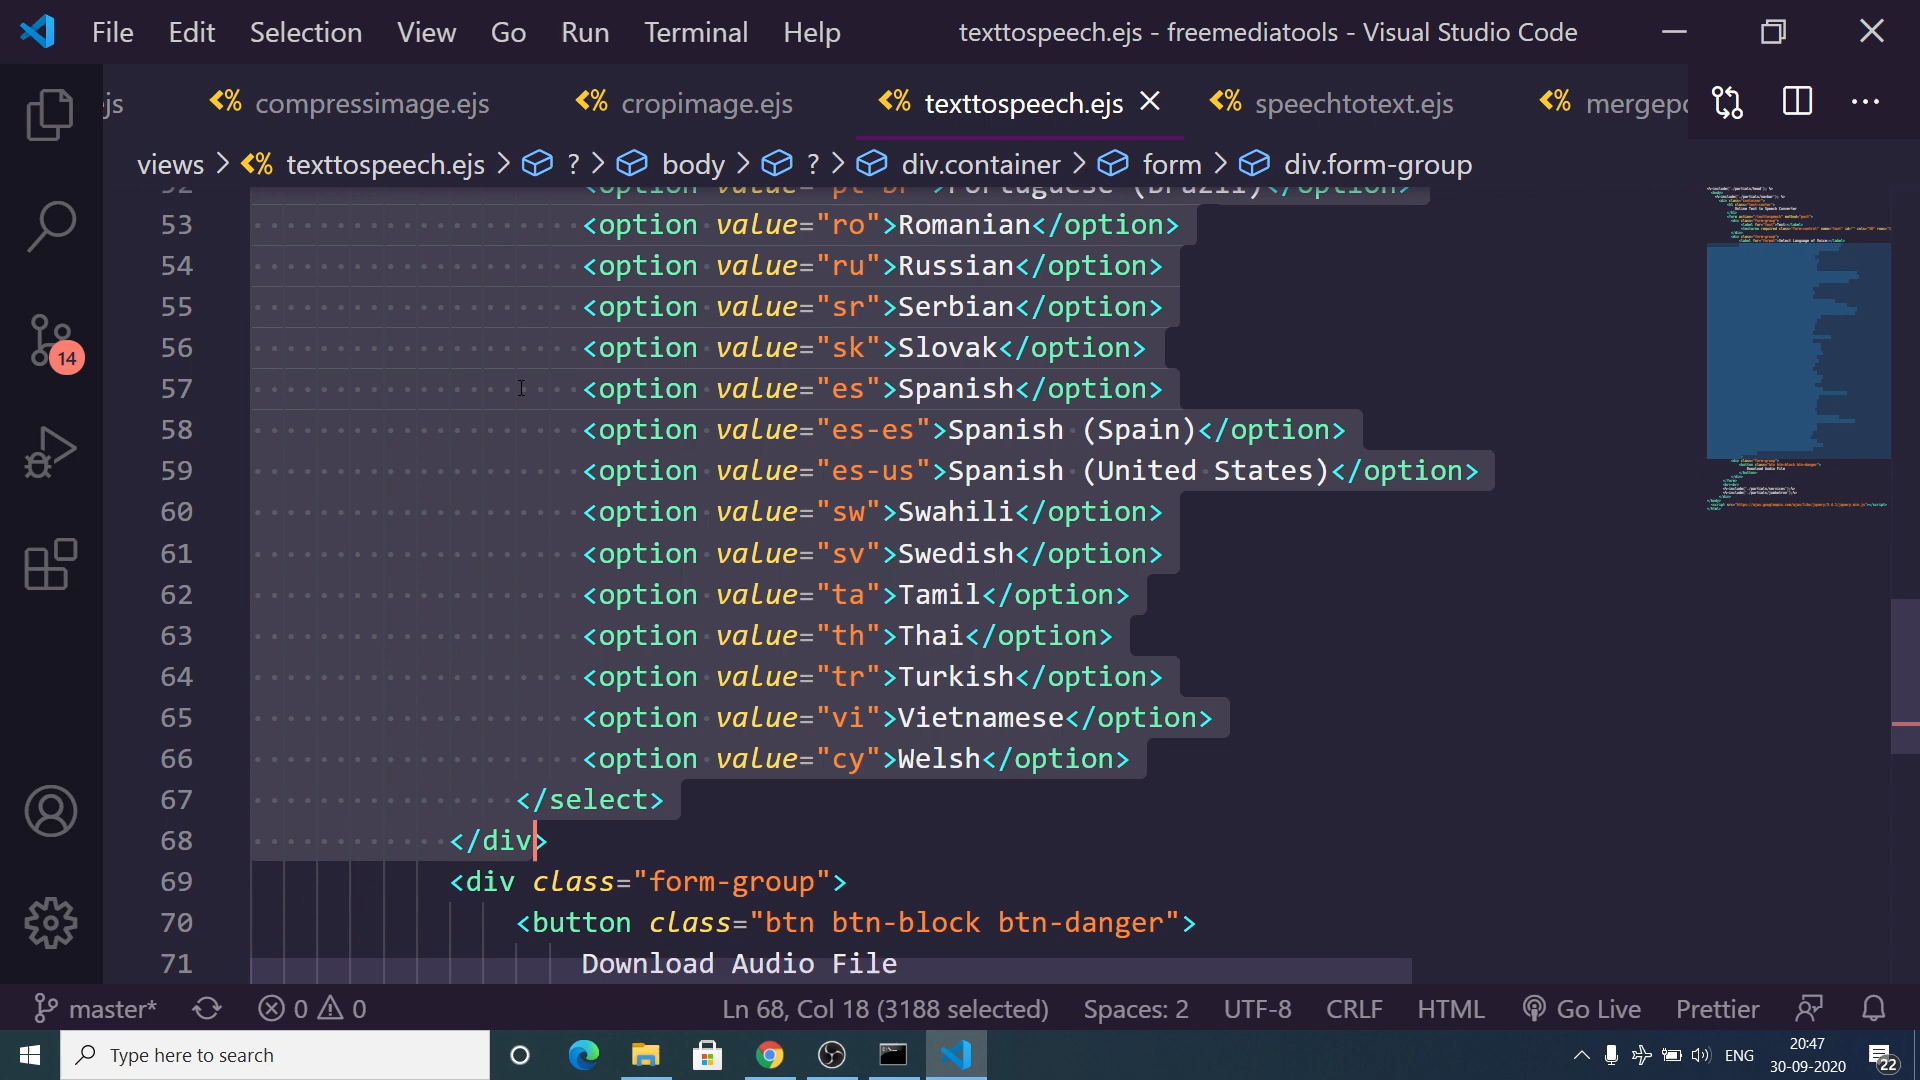 File Edit Selection View Go Run Terminal Help texttospeech.ejs - freemediatools - Visual Studio Code
js compressimage.ejs cropimage.ejs texttospeech.ejs speechtotext.ejs mergepd
views > texttospeech.ejs > ? > body > ? > div.container > form > div.form-group
52 <option value="pt-br">Portuguese (Brazil)</option>
53 <option value="ro">Romanian</option>
54 <option value="ru">Russian</option>
55 <option value="sr">Serbian</option>
56 <option value="sk">Slovak</option>
57 <option value="es">Spanish</option>
58 <option value="es-es">Spanish (Spain)</option>
59 <option value="es-us">Spanish (United States)</option>
60 <option value="sw">Swahili</option>
61 <option value="sv">Swedish</option>
62 <option value="ta">Tamil</option>
63 <option value="th">Thai</option>
64 <option value="tr">Turkish</option>
65 <option value="vi">Vietnamese</option>
66 <option value="cy">Welsh</option>
67 </select>
68 </div>
69 <div class="form-group">
70 <button class="btn btn-block btn-danger">
71 Download Audio File
14
master* 0 0 Ln 68, Col 18 (3188 selected) Spaces: 2 UTF-8 CRLF HTML Go Live Prettier
Type here to search ENG 20:47
30-09-2020 22